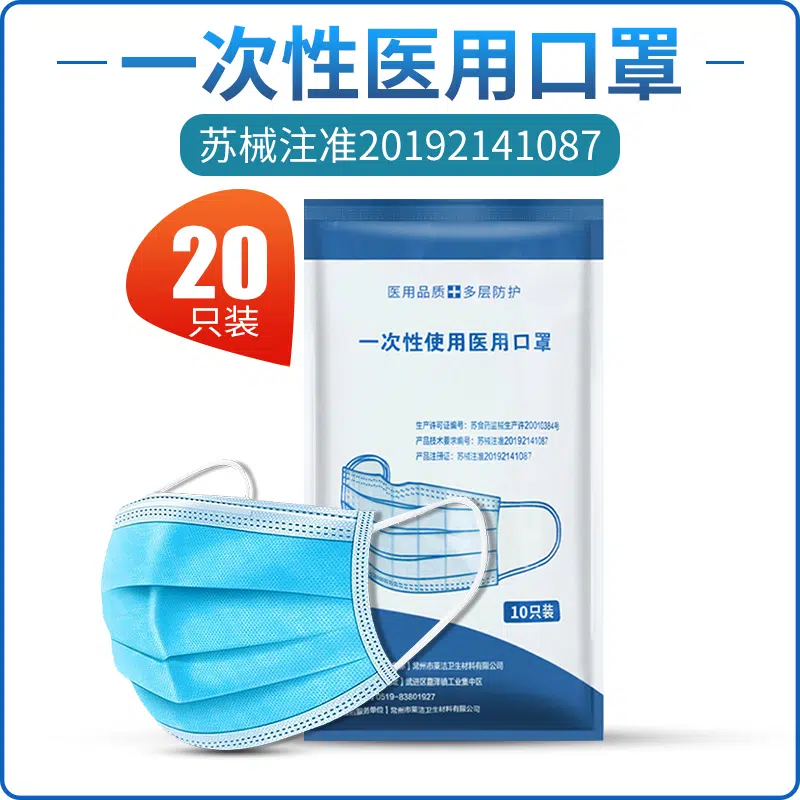 一次性医用口罩
苏械注准20192141087
20
只装
医用品质 多层防护
一次性使用医用口罩
生产许可证编号：苏食药监械生产许20010384号
产品技术要求编号：苏械注准20192141087
产品注册证：苏械注准20192141087
10只装
】常州市莱洁卫生材料有限公司
】武进区嘉泽镇工业集中区
0519-83801927
服务单位】常州市莱洁卫生材料有限公司